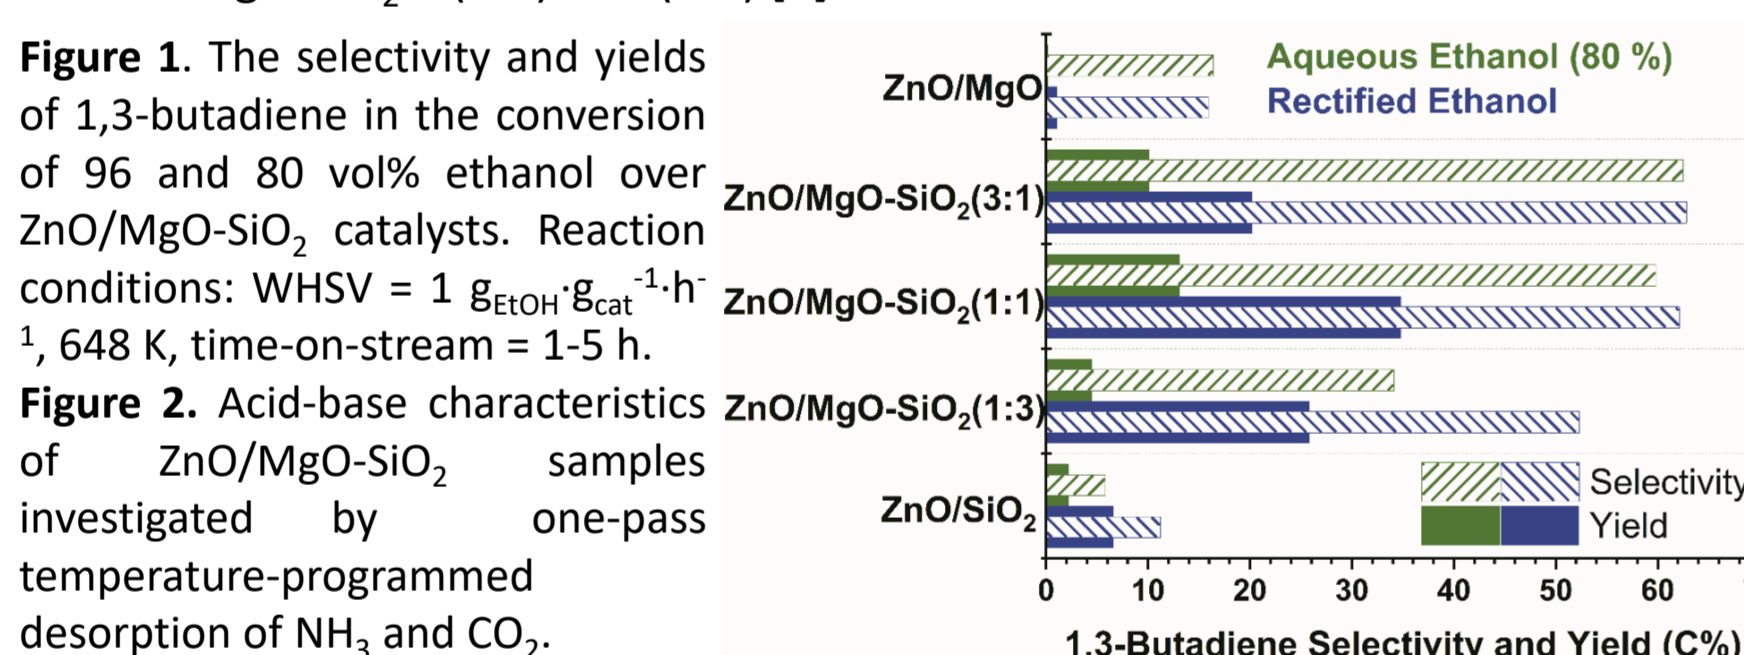 Figure 1. The selectivity and yields
of 1,3-butadiene in the conversion
of 96 and 80 vol% ethanol over
ZnO/MgO-SiO₂ catalysts. Reaction
conditions: WHSV = 1 gEtOH·gcat⁻¹·h⁻
¹, 648 K, time-on-stream = 1-5 h.
Figure 2. Acid-base characteristics
of ZnO/MgO-SiO₂ samples
investigated by one-pass
temperature-programmed
desorption of NH₃ and CO₂.
Aqueous Ethanol (80 %)
Rectified Ethanol
ZnO/MgO
ZnO/MgO-SiO₂(3:1)
ZnO/MgO-SiO₂(1:1)
ZnO/MgO-SiO₂(1:3)
ZnO/SiO₂
Selectivity
Yield
0 10 20 30 40 50 60
1,3-Butadiene Selectivity and Yield (C%)